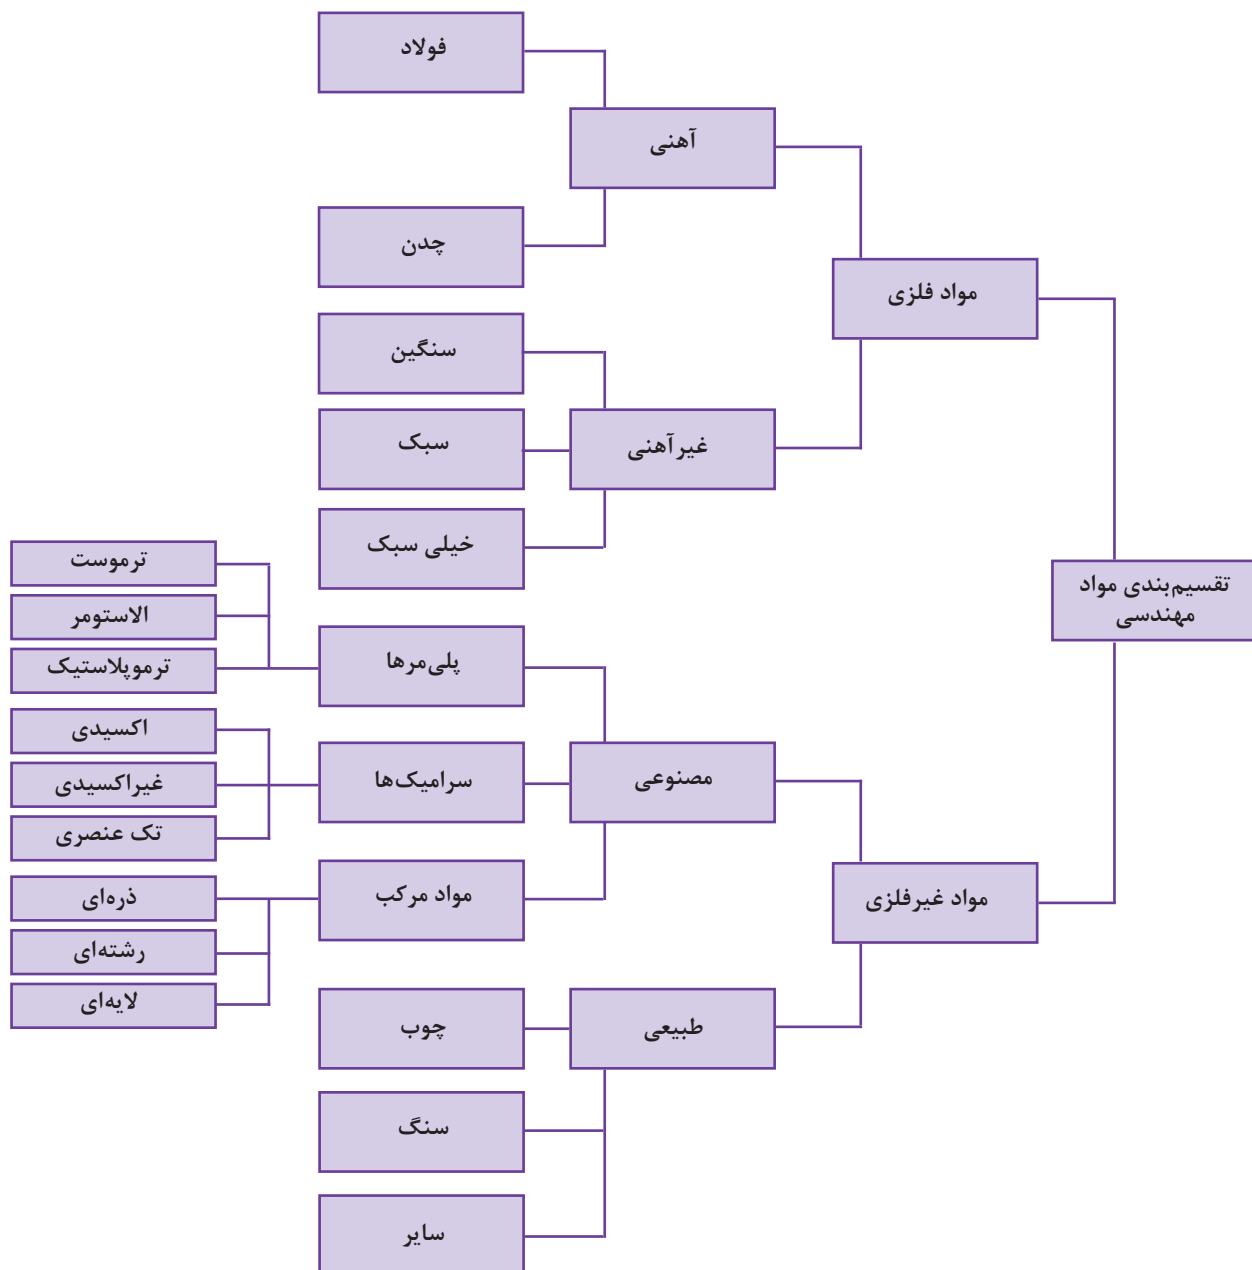 تقسیم‌بندی مواد
مهندسی
مواد فلزی
آهنی
فولاد
چدن
غیرآهنی
سنگین
سبک
خیلی سبک
مواد غیرفلزی
مصنوعی
پلی‌مرها
ترموست
الاستومر
ترموپلاستیک
سرامیک‌ها
اکسیدی
غیراکسیدی
تک عنصری
مواد مرکب
ذره‌ای
رشته‌ای
لایه‌ای
طبیعی
چوب
سنگ
سایر